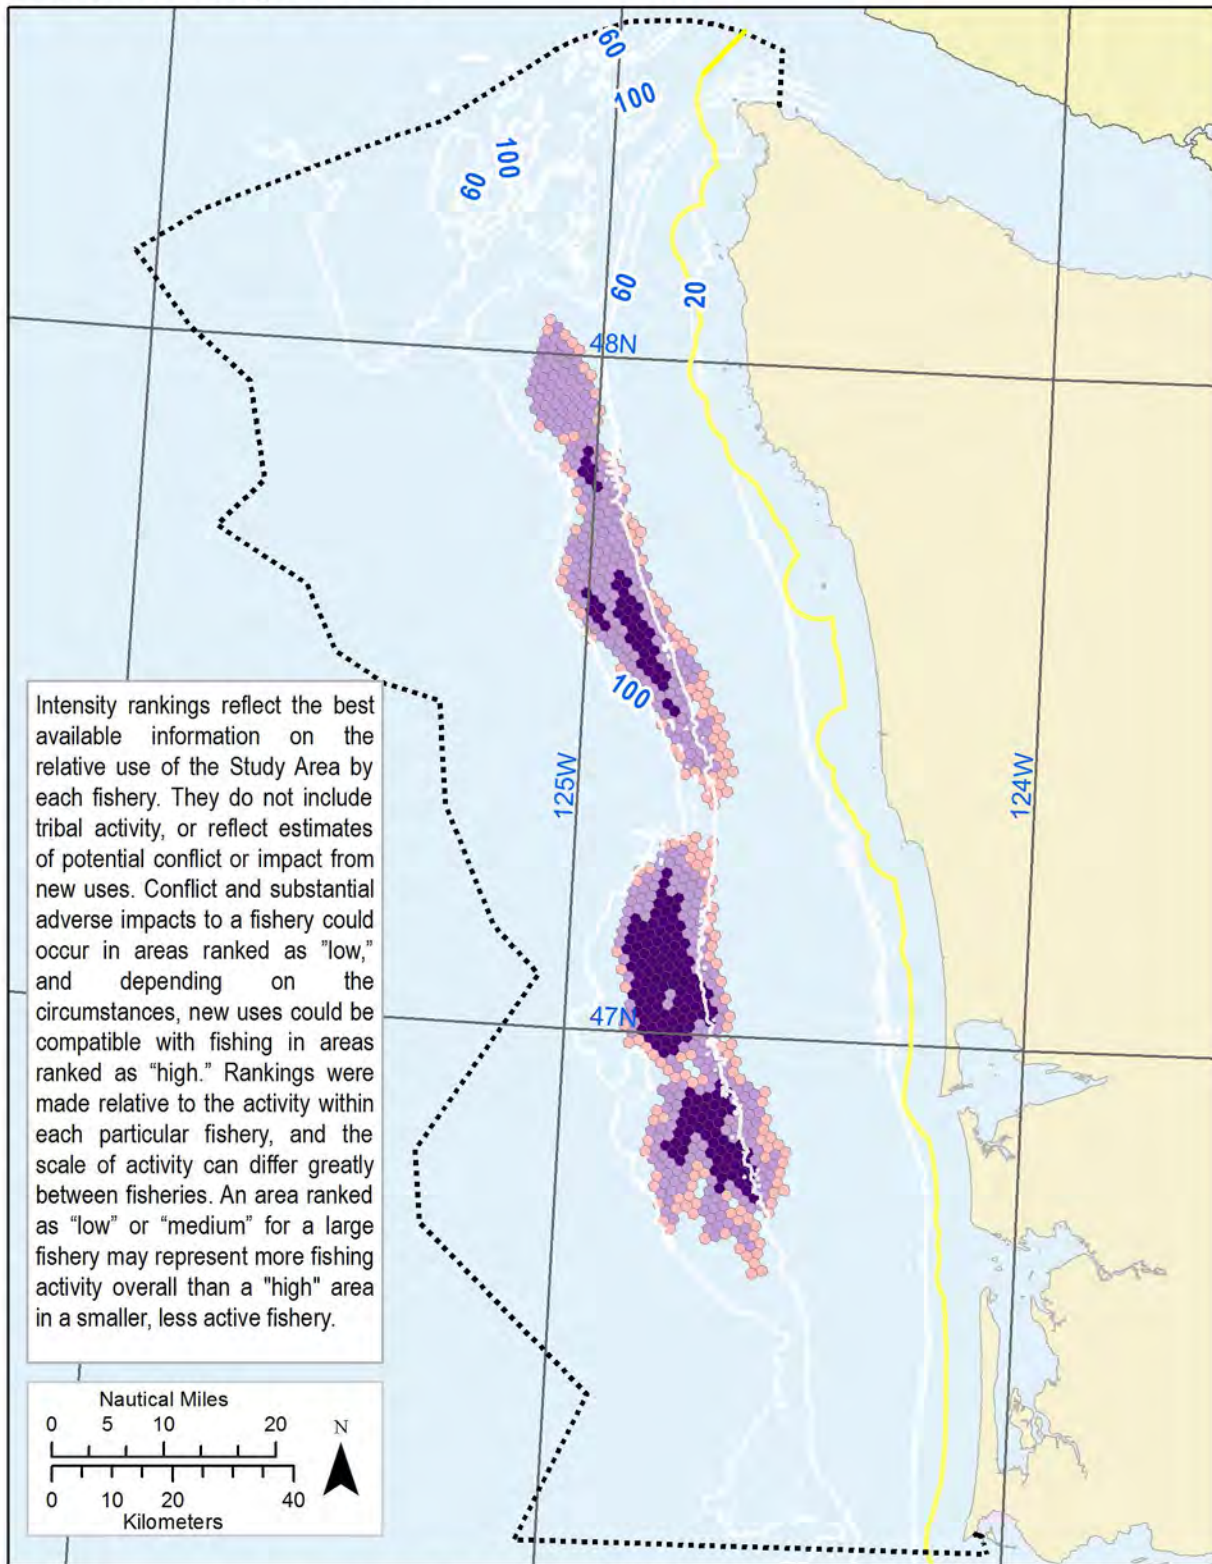 60
100
100
60
60
20
48N
100
125W
124W
47N
Intensity rankings reflect the best
available information on the
relative use of the Study Area by
each fishery. They do not include
tribal activity, or reflect estimates
of potential conflict or impact from
new uses. Conflict and substantial
adverse impacts to a fishery could
occur in areas ranked as "low,"
and depending on the
circumstances, new uses could be
compatible with fishing in areas
ranked as “high.” Rankings were
made relative to the activity within
each particular fishery, and the
scale of activity can differ greatly
between fisheries. An area ranked
as “low” or “medium” for a large
fishery may represent more fishing
activity overall than a "high" area
in a smaller, less active fishery.
Nautical Miles
0 5 10 20
N
0 10 20 40
Kilometers